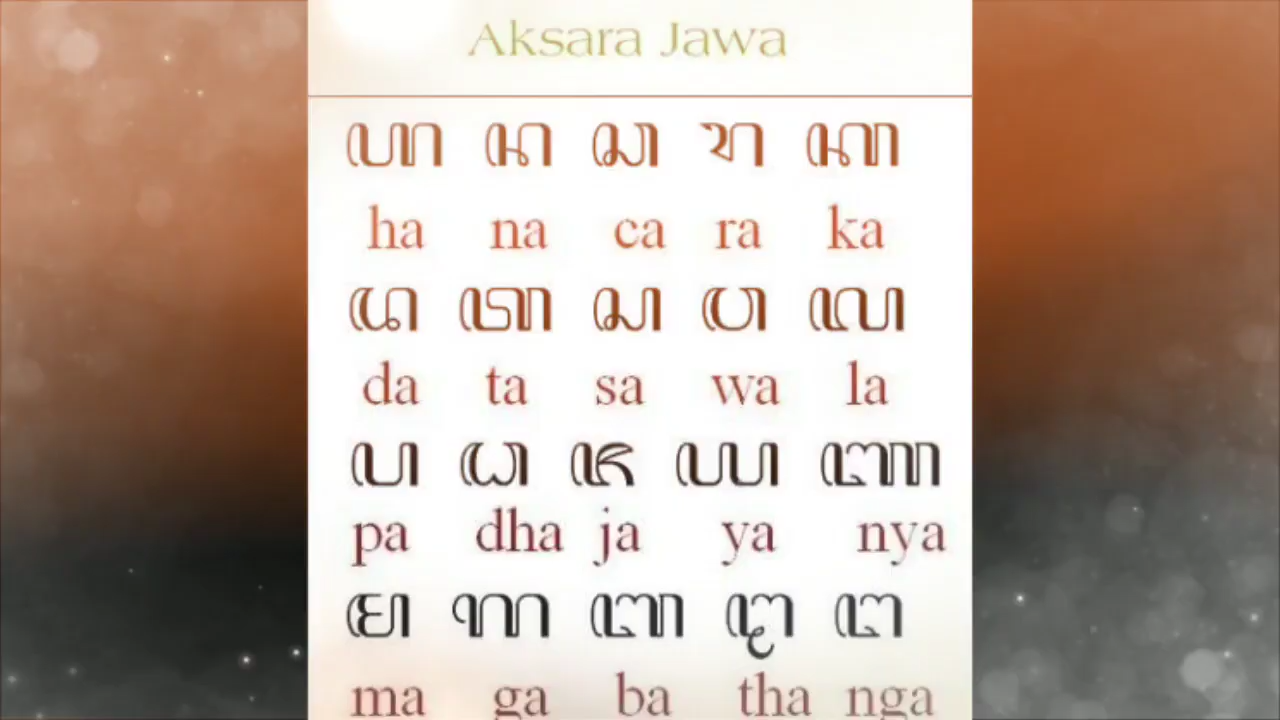 Aksara Jawa
ꦲ ꦤ ꦕ ꦫ ꦏ
ha na ca ra ka
ꦢ ꦠ ꦱ ꦮ ꦭ
da ta sa wa la
ꦥ ꦝ ꦗ ꦪ ꦚ
pa dha ja ya nya
ꦩ ꦒ ꦧ ꦛ ꦔ
ma ga ba tha nga